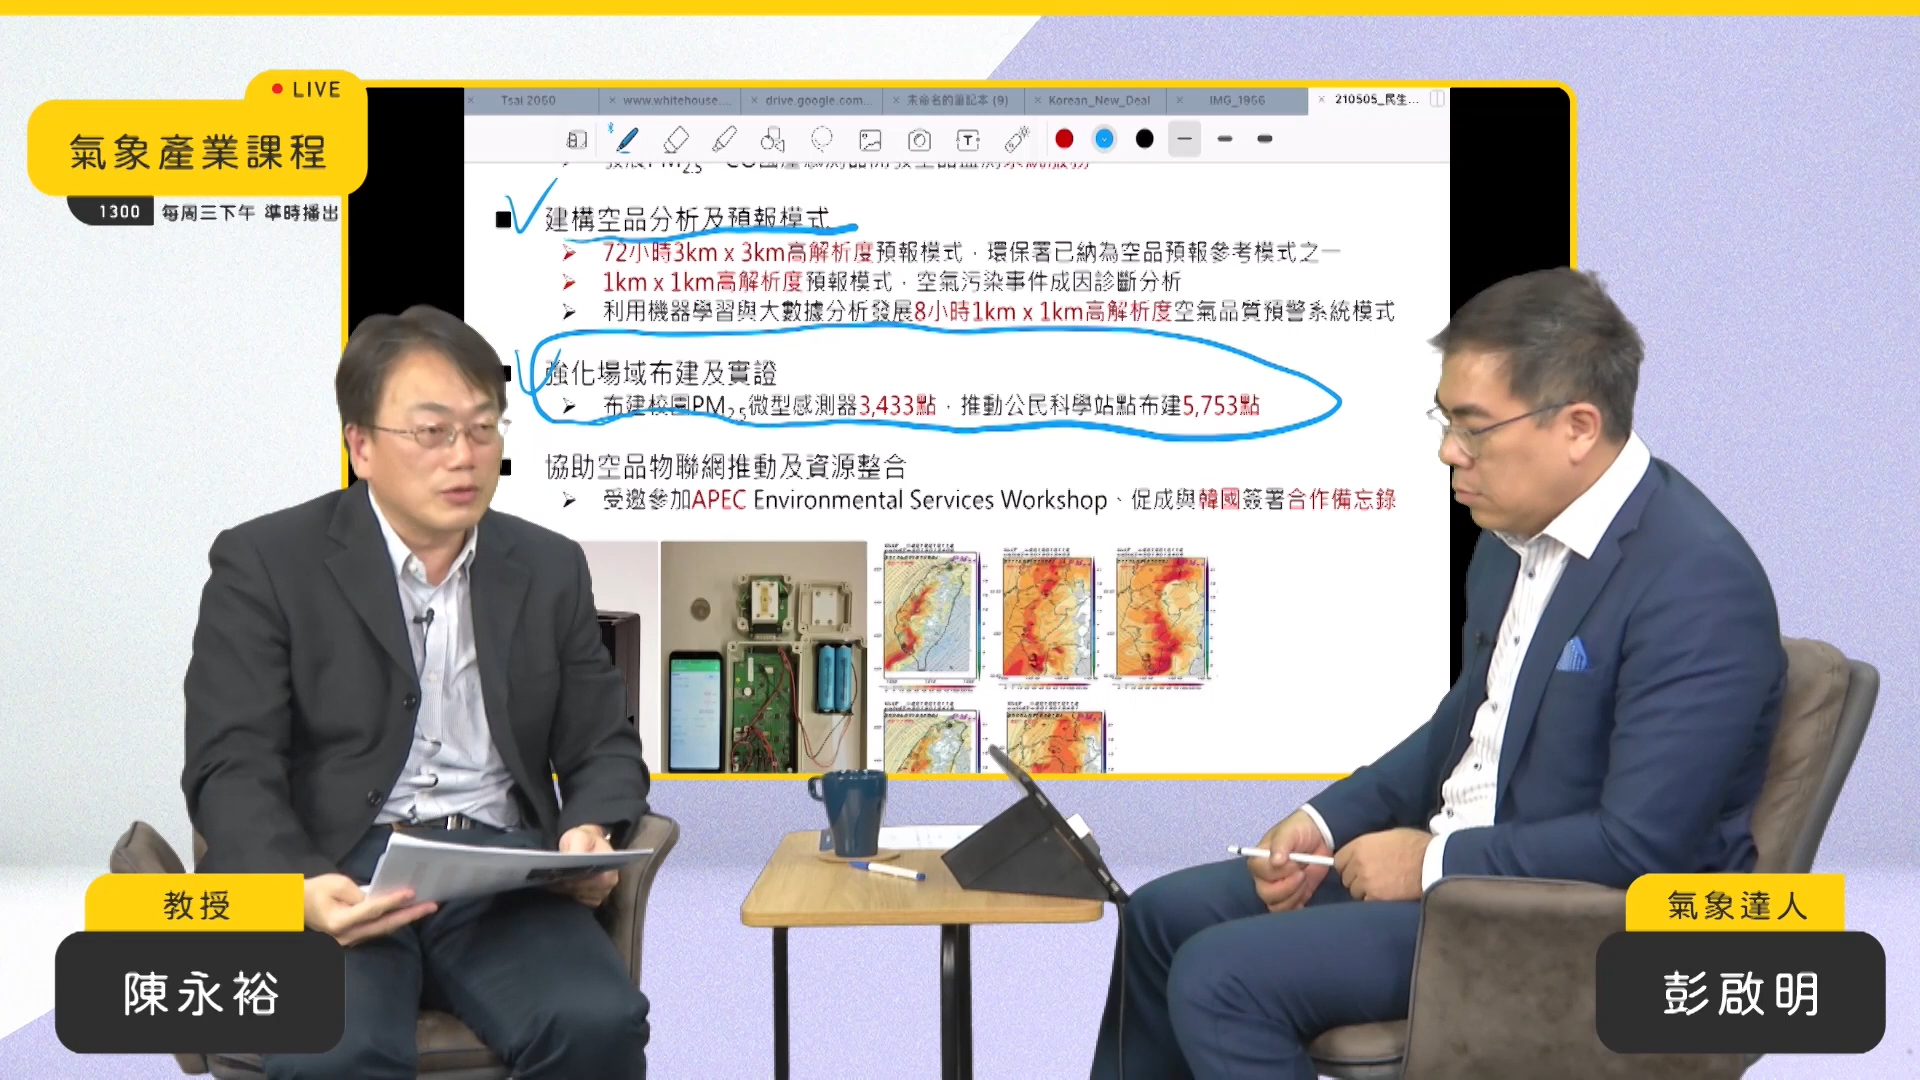 LIVE
氣象產業課程
1300 每周三下午 準時播出
Tsai 2060
www.whitehouse....
drive.google.com...
未命名的筆記本 (9)
Korean_New_Deal
IMG_1966
210505_民生...
建構空品分析及預報模式
72小時3km x 3km高解析度預報模式，環保署已納為空品預報參考模式之一
1km x 1km高解析度預報模式，空氣污染事件成因診斷分析
利用機器學習與大數據分析發展8小時1km x 1km高解析度空氣品質預警系統模式
強化場域布建及實證
布建校園PM2.5微型感測器3,433點，推動公民科學站點布建5,753點
協助空品物聯網推動及資源整合
受邀參加APEC Environmental Services Workshop、促成與韓國簽署合作備忘錄
教授
陳永裕
氣象達人
彭啟明